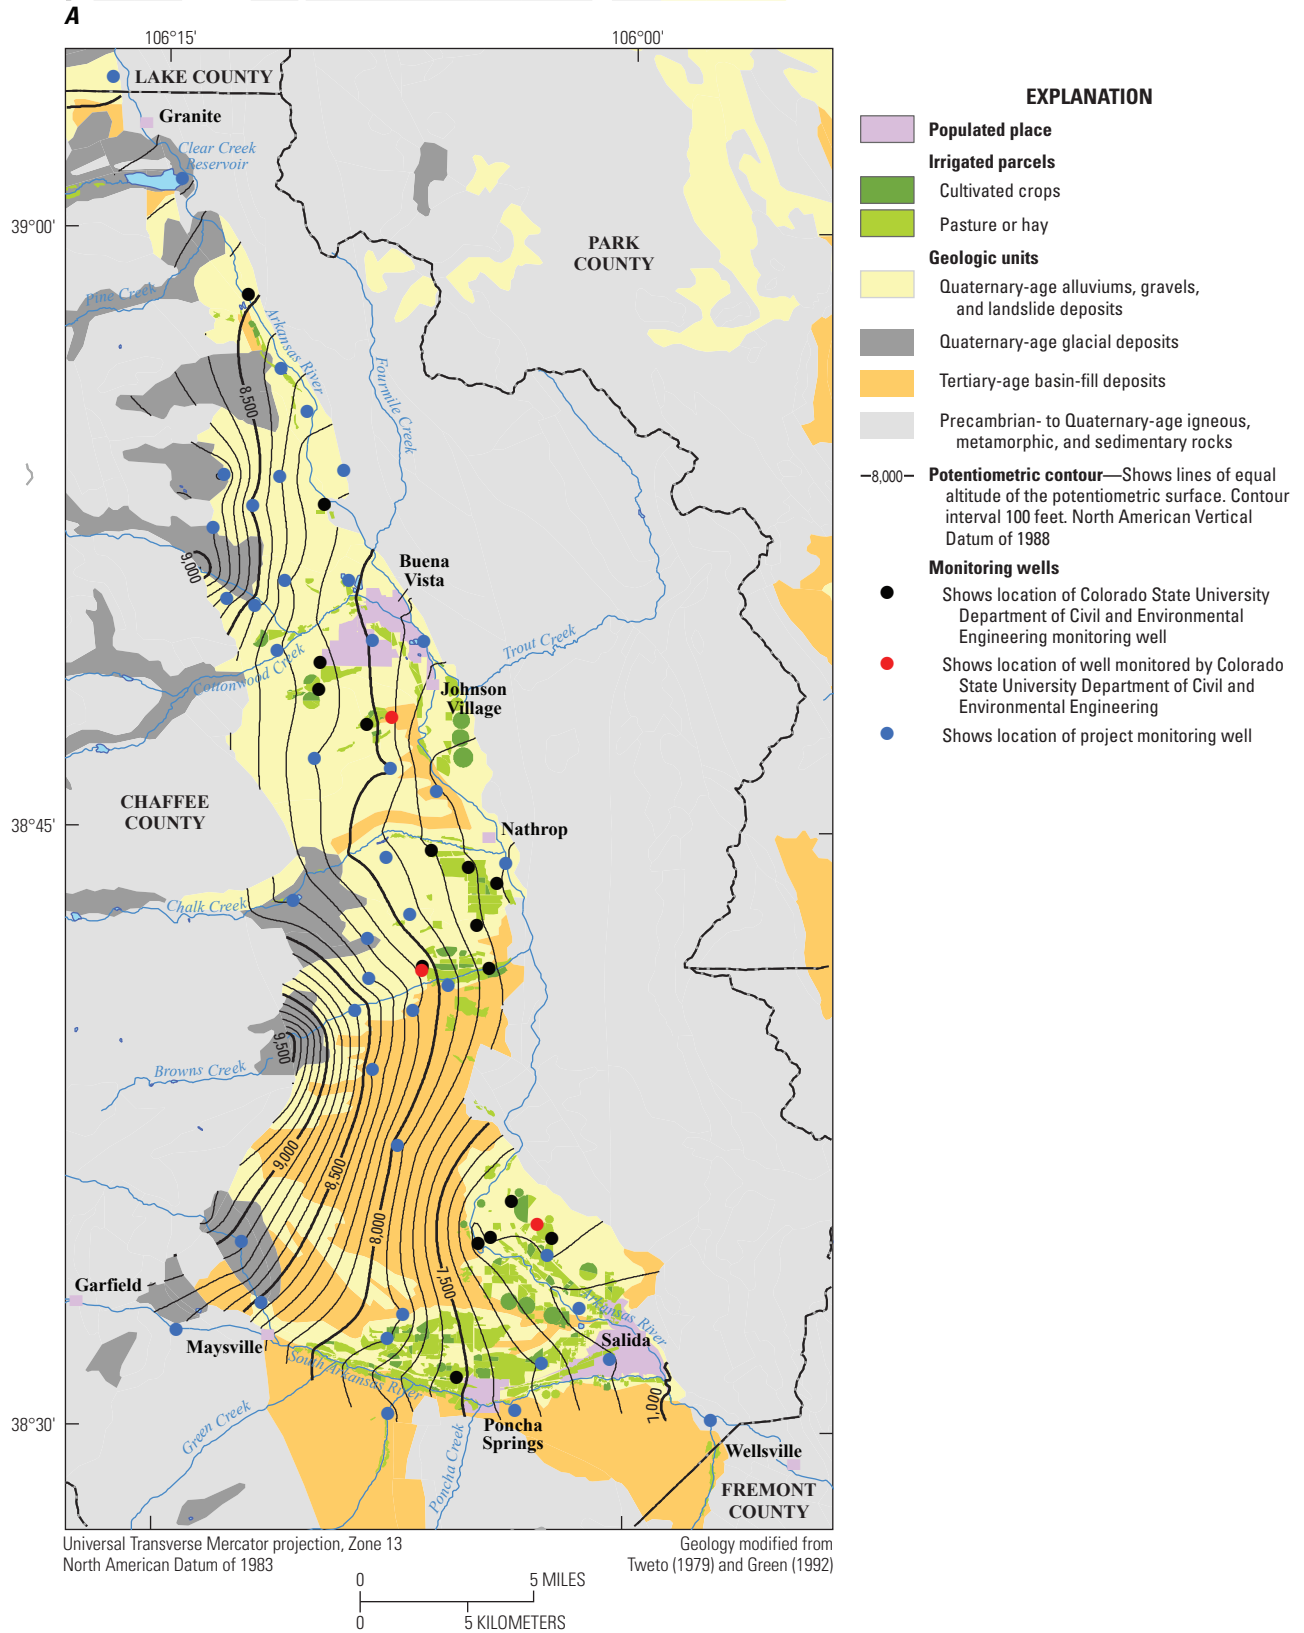 A
106°15'
106°00'
LAKE COUNTY
Granite
Clear Creek
Reservoir
39°00'
PARK
COUNTY
Pine Creek
Arkansas River
Fourmile Creek
8,500
9,000
Buena
Vista
Trout Creek
Cottonwood Creek
Johnson
Village
CHAFFEE
COUNTY
38°45'
Nathrop
Chalk Creek
9,500
Browns Creek
9,000
8,500
8,000
7,500
Garfield
Arkansas River
Maysville
Salida
South Arkansas River
7,000
38°30'
Green Creek
Poncha
Springs
Poncha Creek
Wellsville
FREMONT
COUNTY
Universal Transverse Mercator projection, Zone 13
North American Datum of 1983
Geology modified from
Tweto (1979) and Green (1992)
0 5 MILES
0 5 KILOMETERS
EXPLANATION
Populated place
Irrigated parcels
Cultivated crops
Pasture or hay
Geologic units
Quaternary-age alluviums, gravels,
and landslide deposits
Quaternary-age glacial deposits
Tertiary-age basin-fill deposits
Precambrian- to Quaternary-age igneous,
metamorphic, and sedimentary rocks
8,000 Potentiometric contour—Shows lines of equal
altitude of the potentiometric surface. Contour
interval 100 feet. North American Vertical
Datum of 1988
Monitoring wells
Shows location of Colorado State University
Department of Civil and Environmental
Engineering monitoring well
Shows location of well monitored by Colorado
State University Department of Civil and
Environmental Engineering
Shows location of project monitoring well